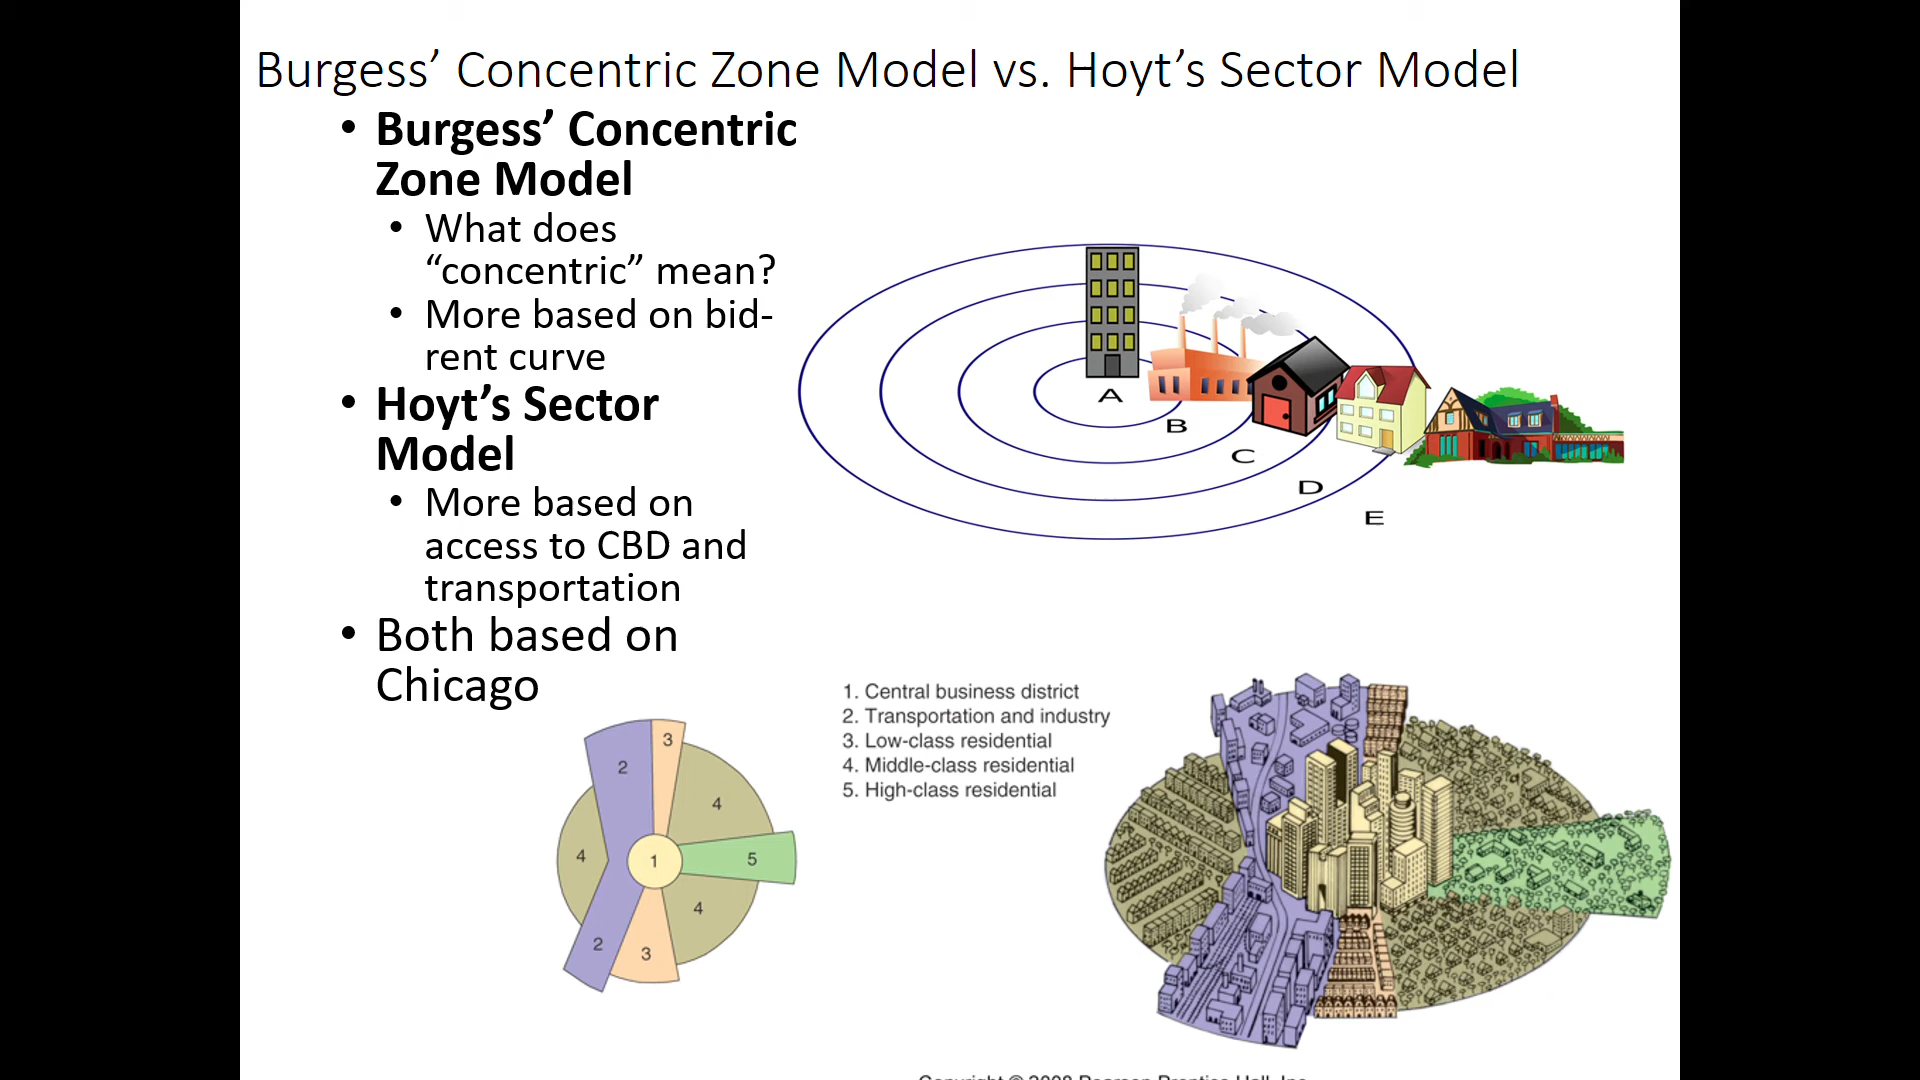 Burgess’ Concentric Zone Model vs. Hoyt’s Sector Model
• Burgess’ Concentric
Zone Model
• What does
“concentric” mean?
• More based on bid-
rent curve
• Hoyt’s Sector
Model
• More based on
access to CBD and
transportation
• Both based on
Chicago
A
B
C
D
E
1. Central business district
2. Transportation and industry
3. Low-class residential
4. Middle-class residential
5. High-class residential
3
2
4
4
1
5
4
2
3
Copyright © 2008 Pearson Prentice Hall, Inc.